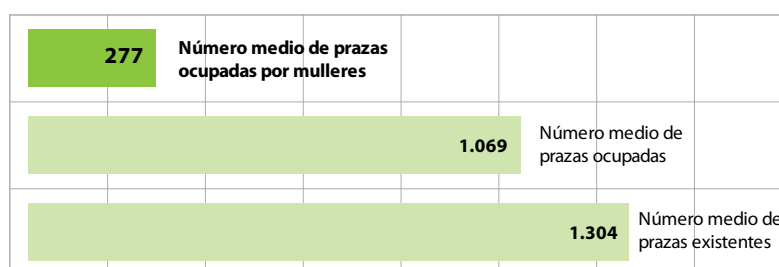 277
Número medio de prazas
ocupadas por mulleres
1.069
Número medio de
prazas ocupadas
1.304
Número medio de
prazas existentes